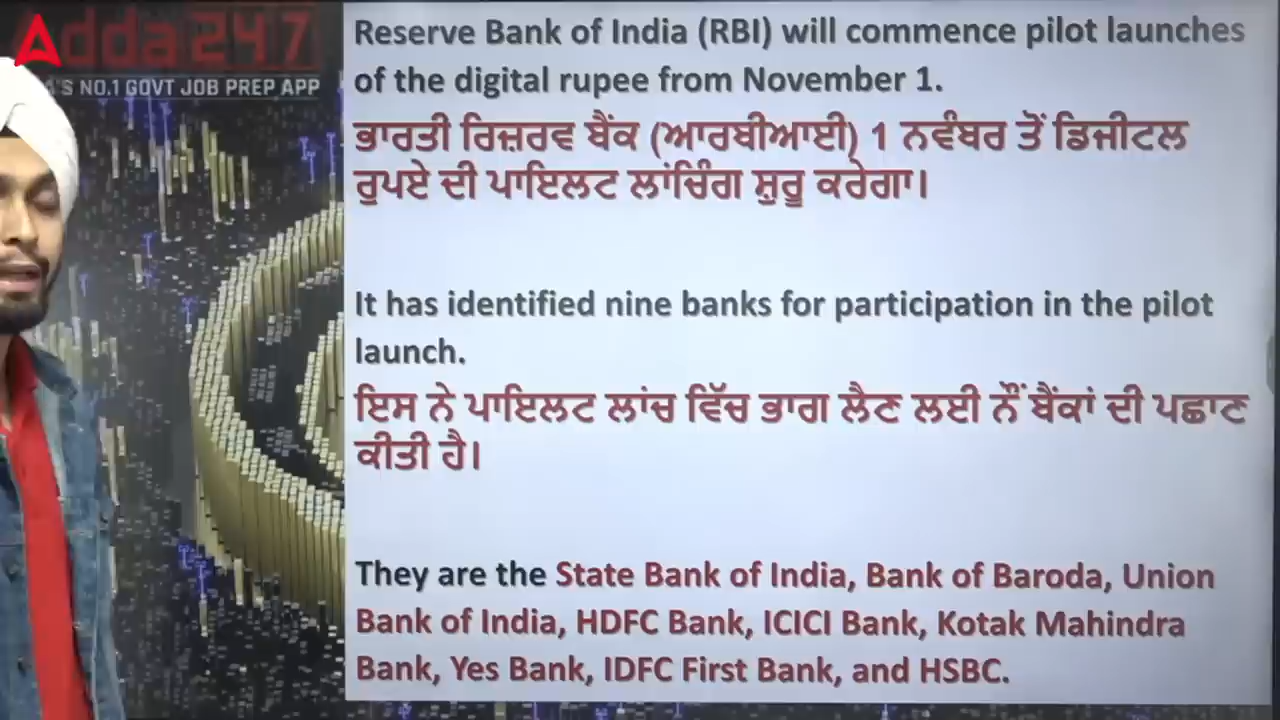 Adda247
'S NO.1 GOVT JOB PREP APP
Reserve Bank of India (RBI) will commence pilot launches
of the digital rupee from November 1.
ਭਾਰਤੀ ਰਿਜ਼ਰਵ ਬੈਂਕ (ਆਰਬੀਆਈ) 1 ਨਵੰਬਰ ਤੋਂ ਡਿਜੀਟਲ
ਰੁਪਏ ਦੀ ਪਾਇਲਟ ਲਾਂਚਿੰਗ ਸ਼ੁਰੂ ਕਰੇਗਾ।
It has identified nine banks for participation in the pilot
launch.
ਇਸ ਨੇ ਪਾਇਲਟ ਲਾਂਚ ਵਿੱਚ ਭਾਗ ਲੈਣ ਲਈ ਨੌਂ ਬੈਂਕਾਂ ਦੀ ਪਛਾਣ
ਕੀਤੀ ਹੈ।
They are the State Bank of India, Bank of Baroda, Union
Bank of India, HDFC Bank, ICICI Bank, Kotak Mahindra
Bank, Yes Bank, IDFC First Bank, and HSBC.